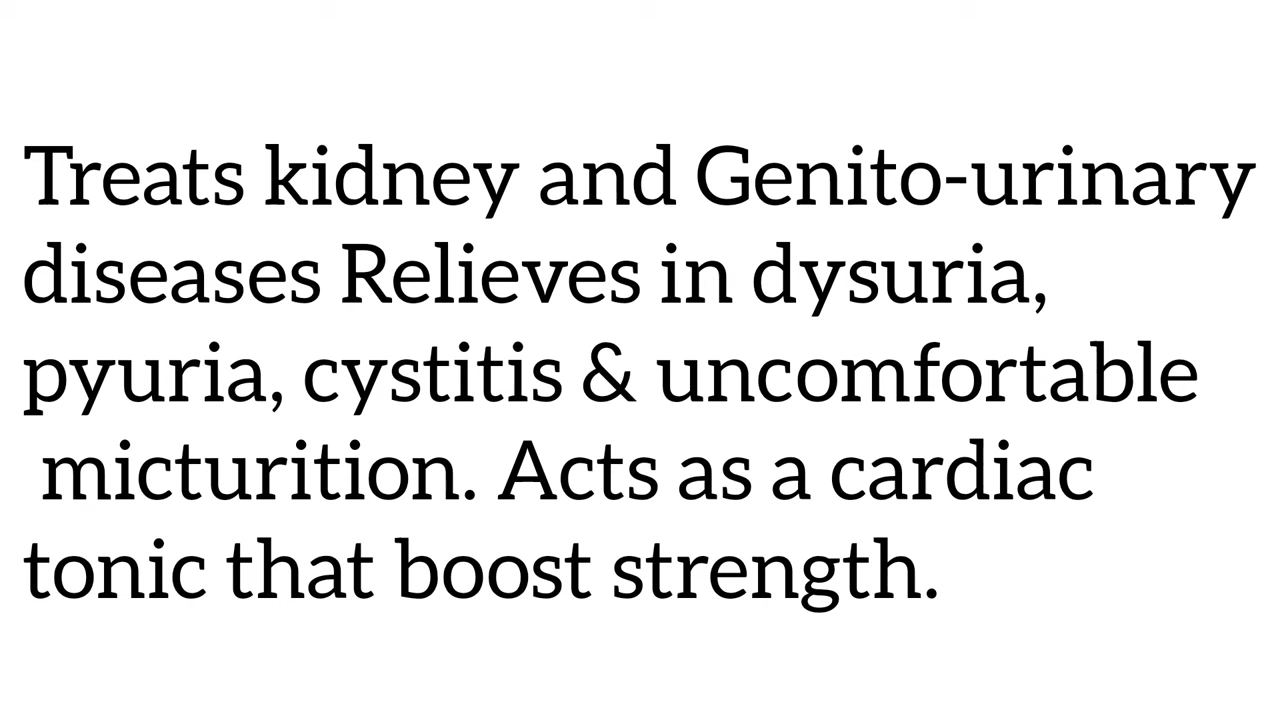 Treats kidney and Genito-urinary
diseases Relieves in dysuria,
pyuria, cystitis & uncomfortable
micturition. Acts as a cardiac
tonic that boost strength.